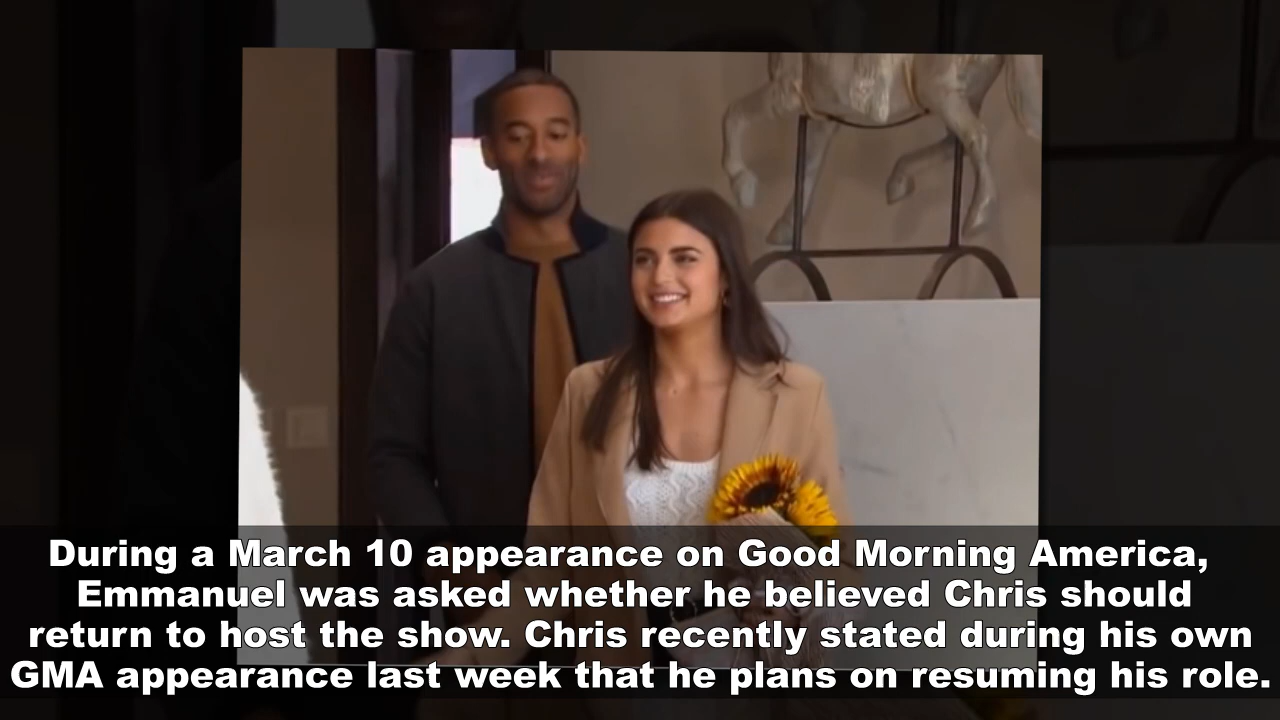 During a March 10 appearance on Good Morning America,
Emmanuel was asked whether he believed Chris should
return to host the show. Chris recently stated during his own
GMA appearance last week that he plans on resuming his role.